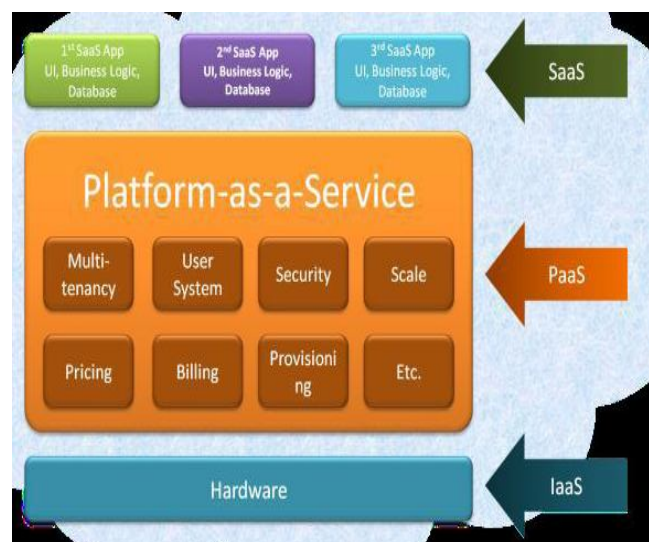 1st SaaS App
UI, Business Logic,
Database
2nd SaaS App
UI, Business Logic,
Database
3rd SaaS App
UI, Business Logic,
Database
SaaS
Platform-as-a-Service
Multi-
tenancy
User
System
Security
Scale
PaaS
Pricing
Billing
Provisioni
ng
Etc.
Hardware
IaaS